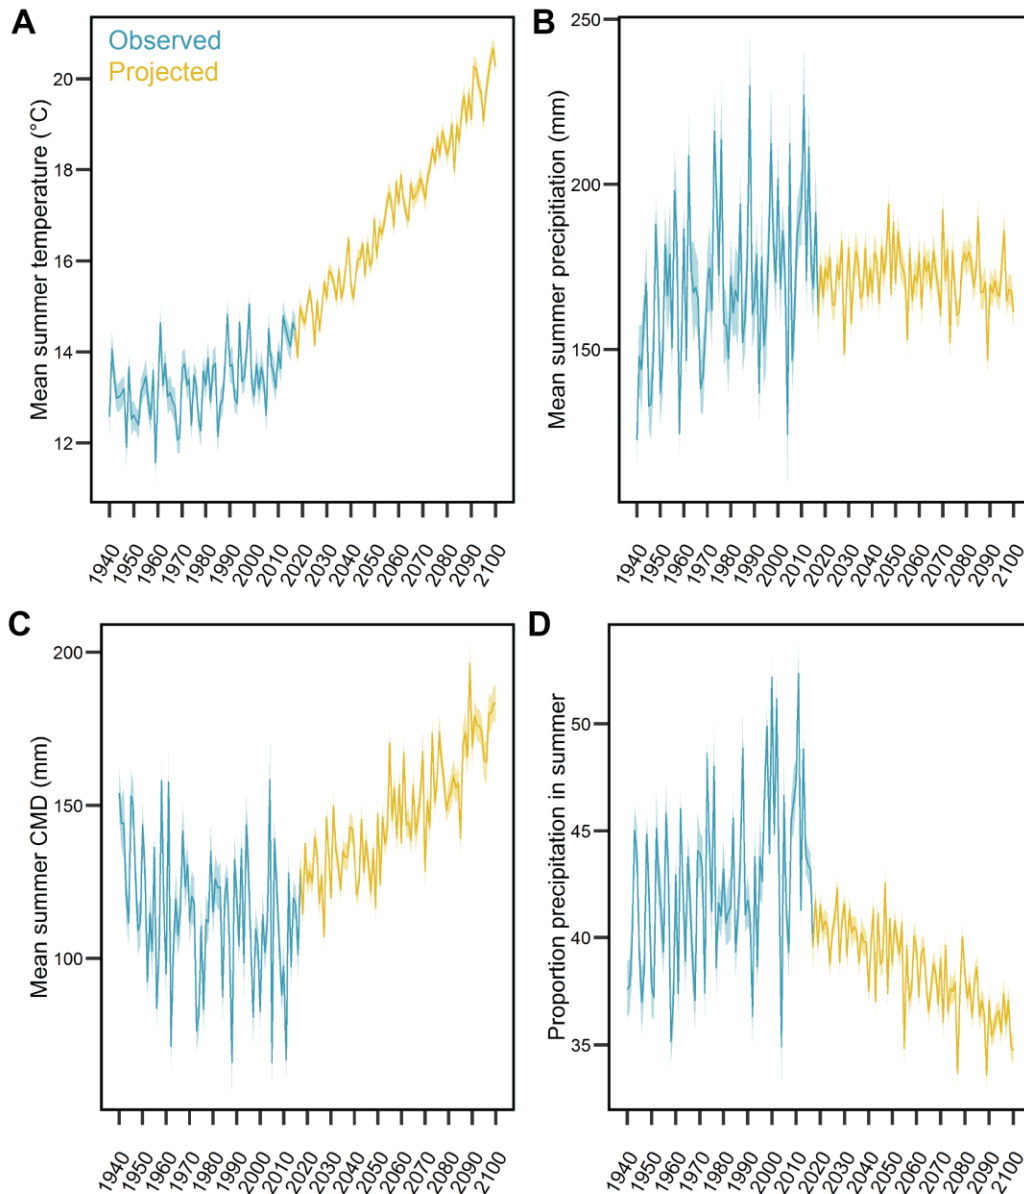 A
Observed
Projected
Mean summer temperature (°C)
20
18
16
14
12
1940 1950 1960 1970 1980 1990 2000 2010 2020 2030 2040 2050 2060 2070 2080 2090 2100
B
Mean summer precipitiation (mm)
250
200
150
1940 1950 1960 1970 1980 1990 2000 2010 2020 2030 2040 2050 2060 2070 2080 2090 2100
C
Mean summer CMD (mm)
200
150
100
1940 1950 1960 1970 1980 1990 2000 2010 2020 2030 2040 2050 2060 2070 2080 2090 2100
D
Proportion precipitation in summer
50
45
40
35
1940 1950 1960 1970 1980 1990 2000 2010 2020 2030 2040 2050 2060 2070 2080 2090 2100